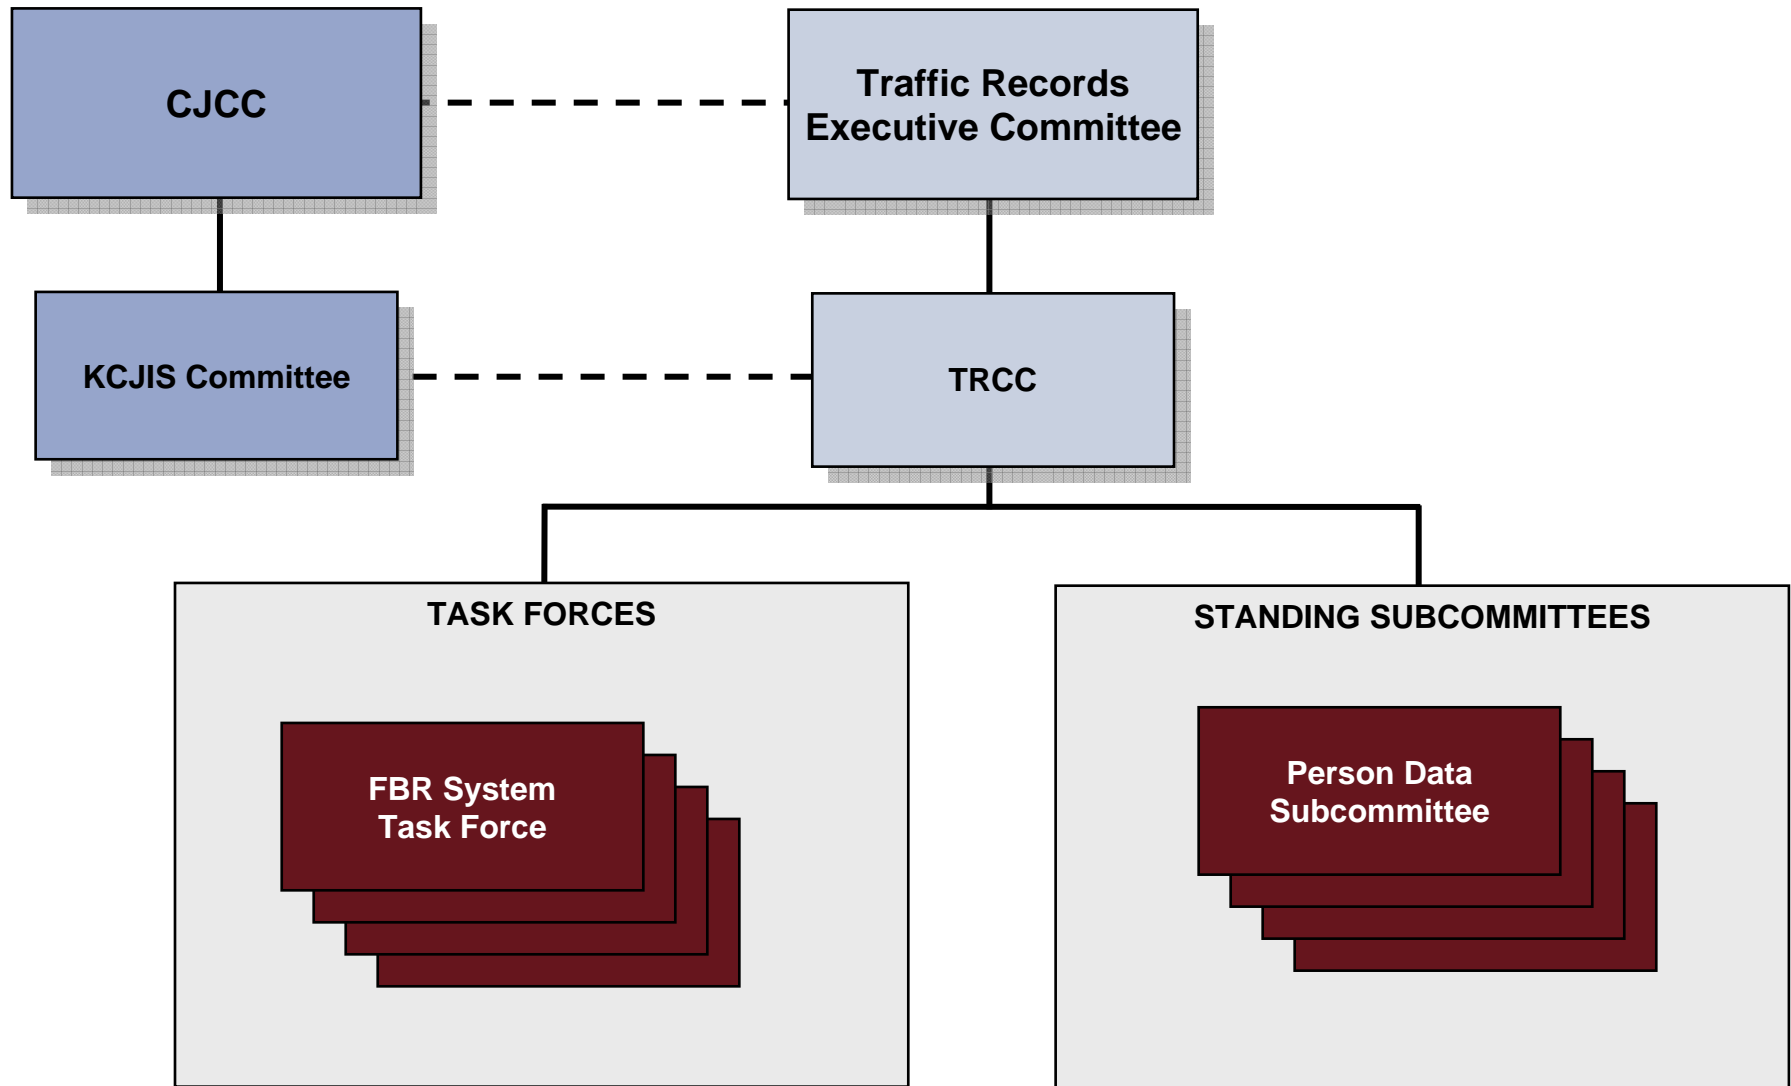 CJCC
Traffic Records
Executive Committee
KCJIS Committee
TRCC
TASK FORCES
STANDING SUBCOMMITTEES
FBR System
Task Force
Person Data
Subcommittee